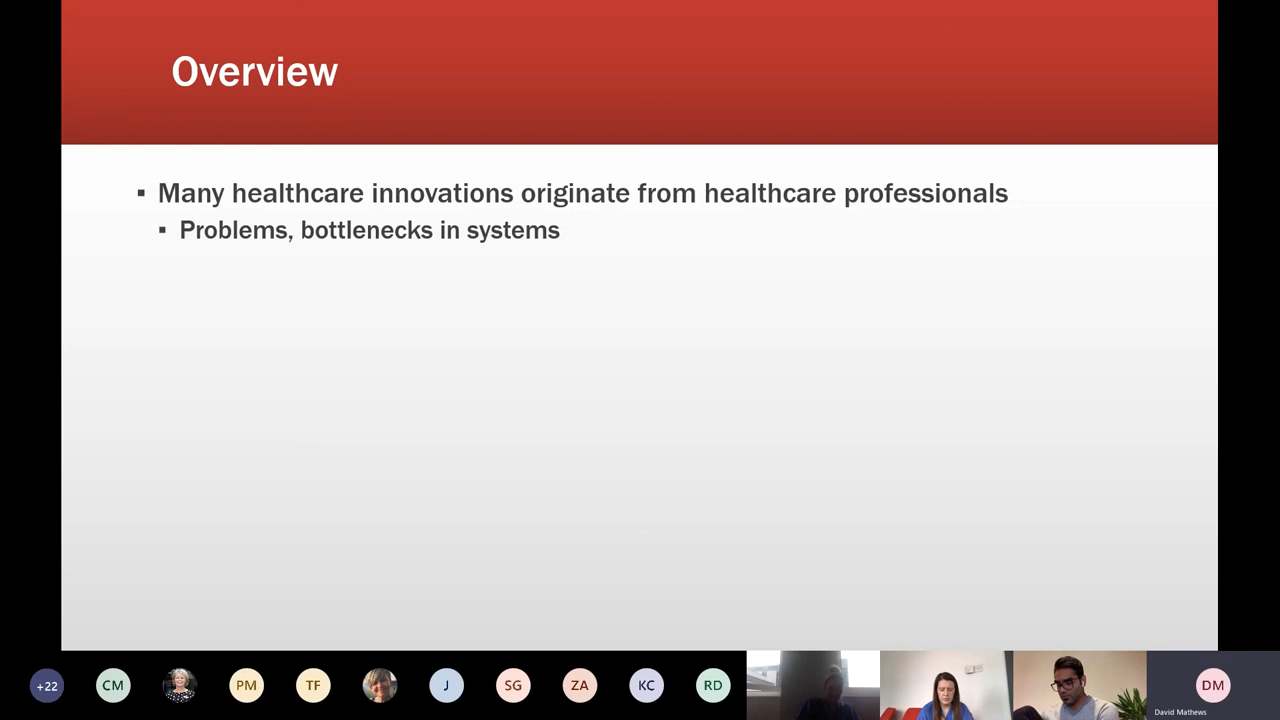 Overview
▪ Many healthcare innovations originate from healthcare professionals
▪ Problems, bottlenecks in systems
+22
CM
PM
TF
J
SG
ZA
KC
RD
DM
David Mathews